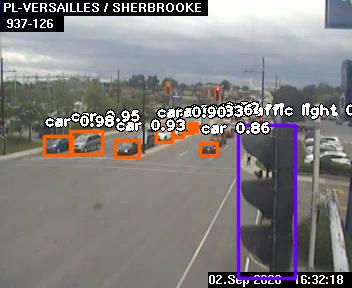 PL-VERSAILLES / SHERBROOKE
937-126
car 0.98
car 0.95
car 0.93
car 0.86
02.Sep 2020 16:32:18